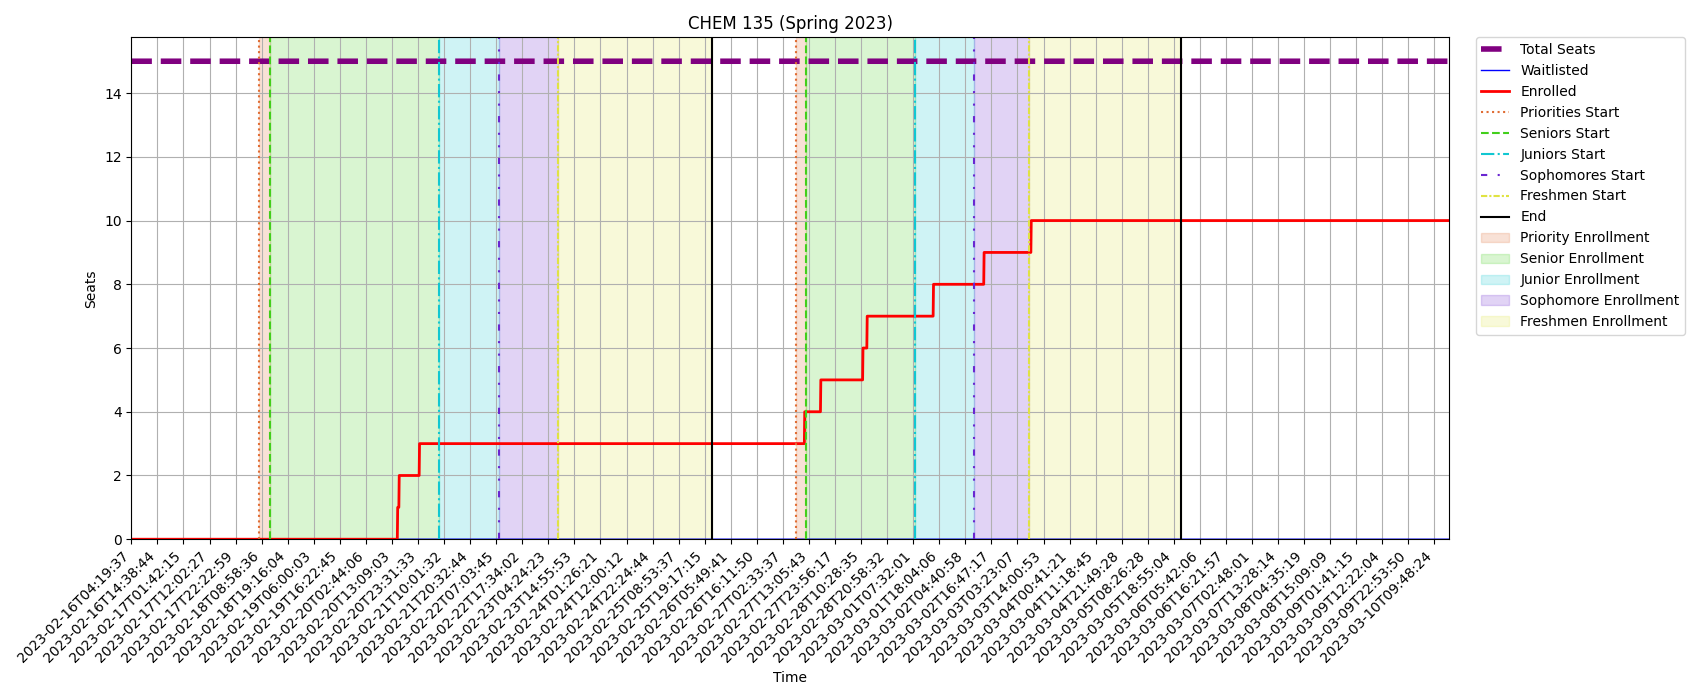 CHEM 135 (Spring 2023)
Total Seats
Waitlisted
Enrolled
Priorities Start
Seniors Start
Juniors Start
Sophomores Start
Freshmen Start
End
Priority Enrollment
Senior Enrollment
Junior Enrollment
Sophomore Enrollment
Freshmen Enrollment
Seats
14
12
10
8
6
4
2
0
2023-02-16T04:19:37
2023-02-16T14:38:44
2023-02-17T01:42:15
2023-02-17T12:02:27
2023-02-17T22:22:59
2023-02-18T08:58:36
2023-02-18T19:16:04
2023-02-19T06:00:03
2023-02-19T16:22:45
2023-02-20T02:44:06
2023-02-20T13:09:03
2023-02-20T23:31:33
2023-02-21T10:01:32
2023-02-21T20:32:44
2023-02-22T07:03:45
2023-02-22T17:34:02
2023-02-23T04:24:23
2023-02-23T14:55:53
2023-02-24T01:26:21
2023-02-24T12:00:12
2023-02-24T22:24:44
2023-02-25T08:53:37
2023-02-25T19:17:15
2023-02-26T05:49:41
2023-02-26T16:11:50
2023-02-27T02:33:37
2023-02-27T13:05:43
2023-02-27T23:56:17
2023-02-28T10:28:35
2023-02-28T20:58:32
2023-03-01T07:32:01
2023-03-01T18:04:06
2023-03-02T04:40:58
2023-03-02T16:47:17
2023-03-03T03:23:07
2023-03-03T14:00:53
2023-03-04T00:41:21
2023-03-04T11:18:45
2023-03-04T21:49:28
2023-03-05T08:26:28
2023-03-05T18:55:04
2023-03-06T05:42:06
2023-03-06T16:21:57
2023-03-07T02:48:01
2023-03-07T13:28:14
2023-03-08T04:35:19
2023-03-08T15:09:09
2023-03-09T01:41:15
2023-03-09T12:22:04
2023-03-09T22:53:50
2023-03-10T09:48:24
Time